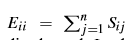 E_{ii} = \sum_{j=1}^{n} S_{ij}